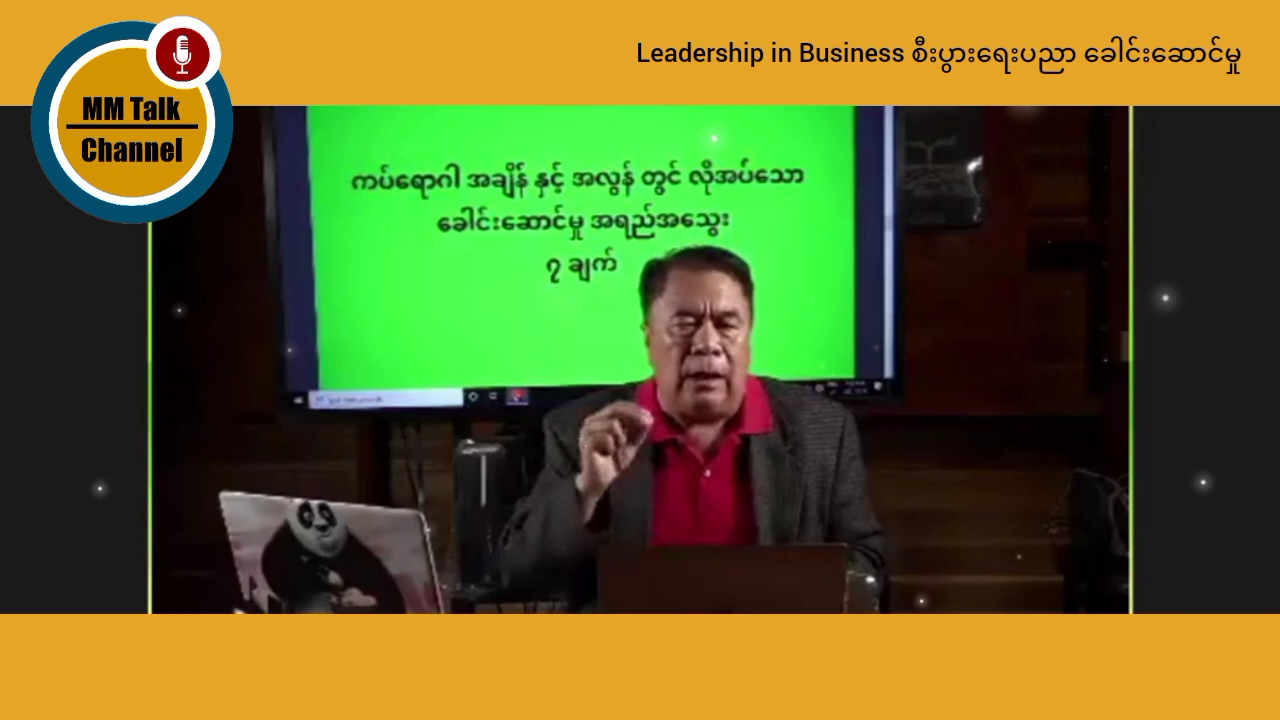 Leadership in Business စီးပွားရေးပညာ ခေါင်းဆောင်မှု
MM Talk
Channel
ကပ်ရောဂါ အချိန် နှင့် အလွန် တွင် လိုအပ်သော
ခေါင်းဆောင်မှု အရည်အသွေး
၇ ချက်